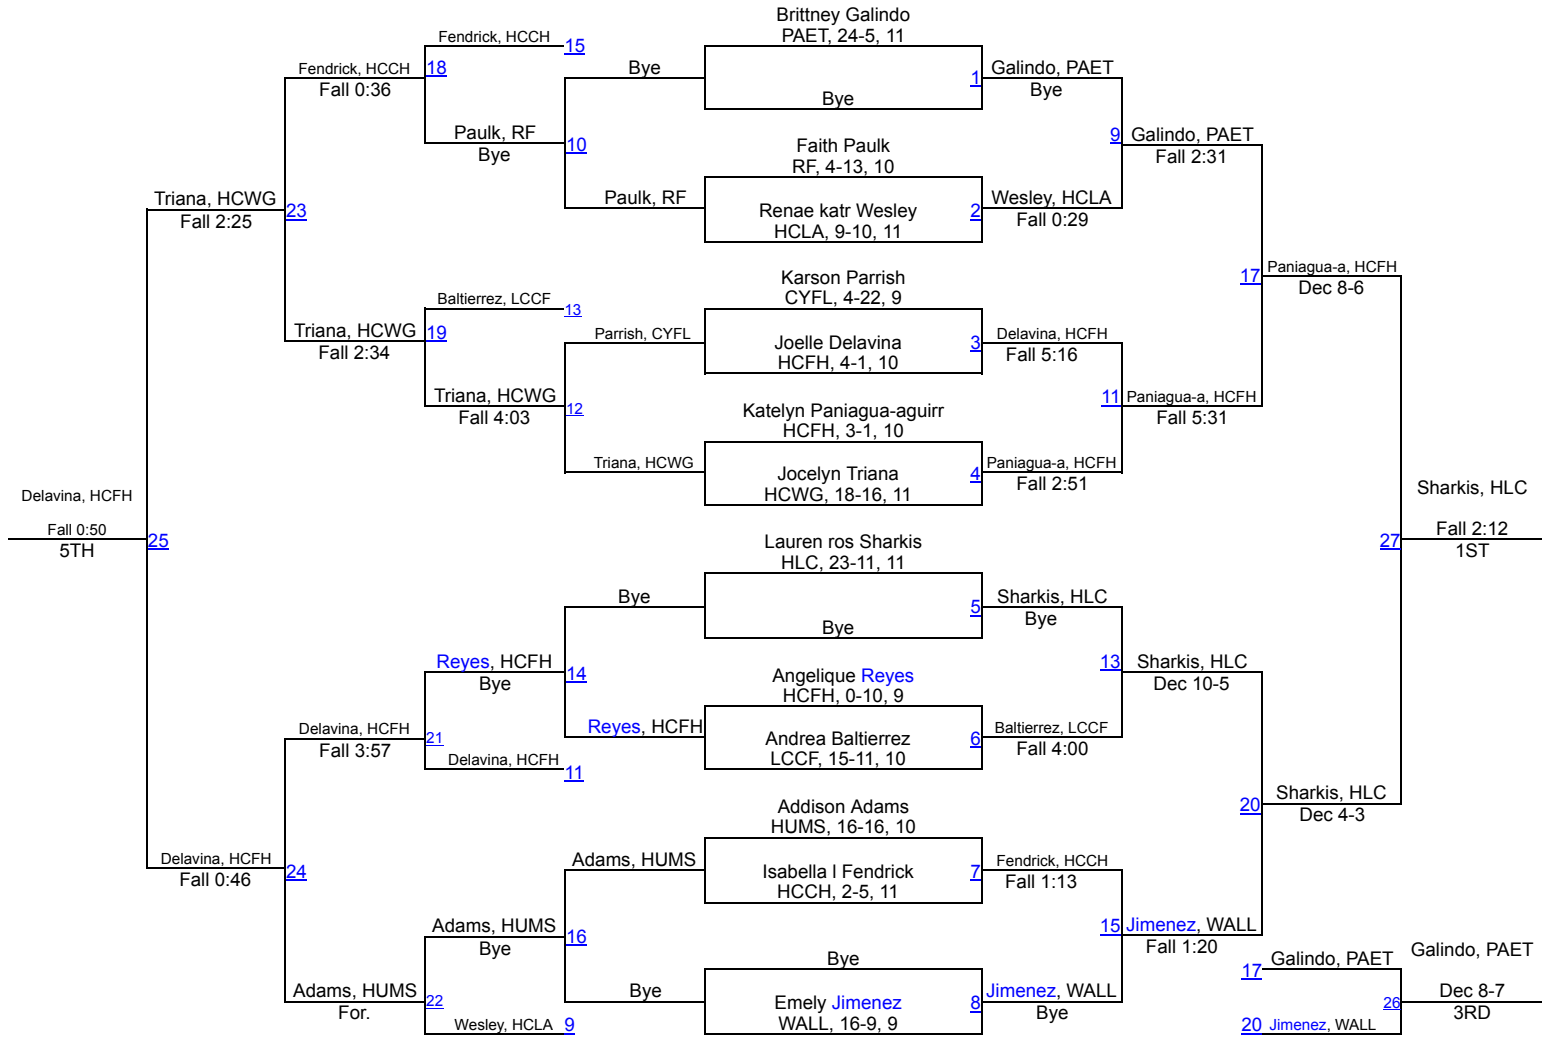 Brittney Galindo
PAET, 24-5, 11
Fendrick, HCCH
15
Fendrick, HCCH
18
Bye
1
Galindo, PAET
Fall 0:36
Bye
Bye
Paulk, RF
10
9
Galindo, PAET
Bye
Faith Paulk
Fall 2:31
RF, 4-13, 10
Triana, HCWG
23
Paulk, RF
Renae katr Wesley
2
Wesley, HCLA
Fall 2:25
HCLA, 9-10, 11
Fall 0:29
17
Paniagua-a, HCFH
Karson Parrish
Dec 8-6
Baltierrez, LCCF
13
CYFL, 4-22, 9
Triana, HCWG
19
Parrish, CYFL
Joelle Delavina
3
Delavina, HCFH
Fall 2:34
HCFH, 4-1, 10
Fall 5:16
Triana, HCWG
12
11
Paniagua-a, HCFH
Fall 4:03
Katelyn Paniagua-aguirr
Fall 5:31
HCFH, 3-1, 10
Triana, HCWG
Jocelyn Triana
4
Paniagua-a, HCFH
HCWG, 18-16, 11
Fall 2:51
Delavina, HCFH
Sharkis, HLC
Fall 0:50
25
Lauren ros Sharkis
27
Fall 2:12
5TH
HLC, 23-11, 11
1ST
Bye
5
Sharkis, HLC
Bye
Bye
Reyes, HCFH
14
13
Sharkis, HLC
Bye
Angelique Reyes
Dec 10-5
HCFH, 0-10, 9
Delavina, HCFH
21
Reyes, HCFH
Andrea Baltierrez
6
Baltierrez, LCCF
Fall 3:57
LCCF, 15-11, 10
Fall 4:00
Delavina, HCFH
11
20
Sharkis, HLC
Addison Adams
Dec 4-3
HUMS, 16-16, 10
Delavina, HCFH
24
Adams, HUMS
Isabella l Fendrick
7
Fendrick, HCCH
Fall 0:46
HCCH, 2-5, 11
Fall 1:13
Adams, HUMS
16
15
Jimenez, WALL
Bye
Fall 1:20
Bye
17
Galindo, PAET
Galindo, PAET
Adams, HUMS
22
Bye
Emely Jimenez
8
Jimenez, WALL
26
Dec 8-7
For.
WALL, 16-9, 9
Bye
3RD
Wesley, HCLA
9
20
Jimenez, WALL